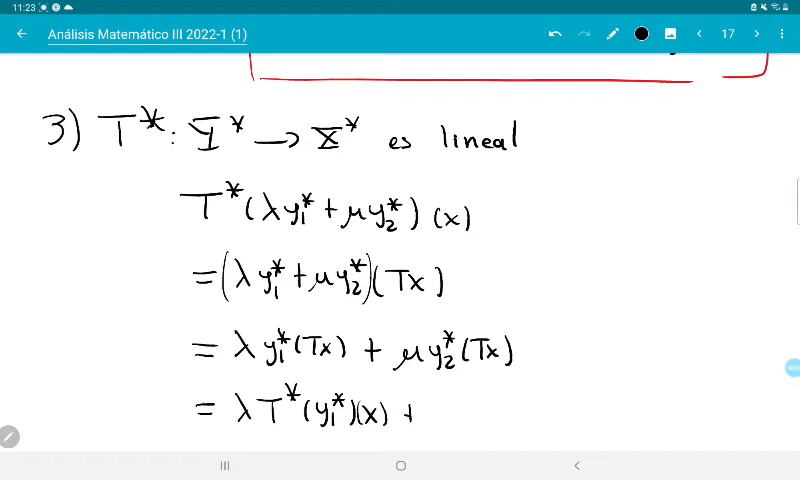 11:23
Análisis Matemático III 2022-1 (1)
17
3) T* : Y* → X* es lineal
T*(λy₁* + μy₂*)(x)
= (λy₁* + μy₂*)(Tx)
= λy₁*(Tx) + μy₂*(Tx)
= λT*(y₁*)(x) +